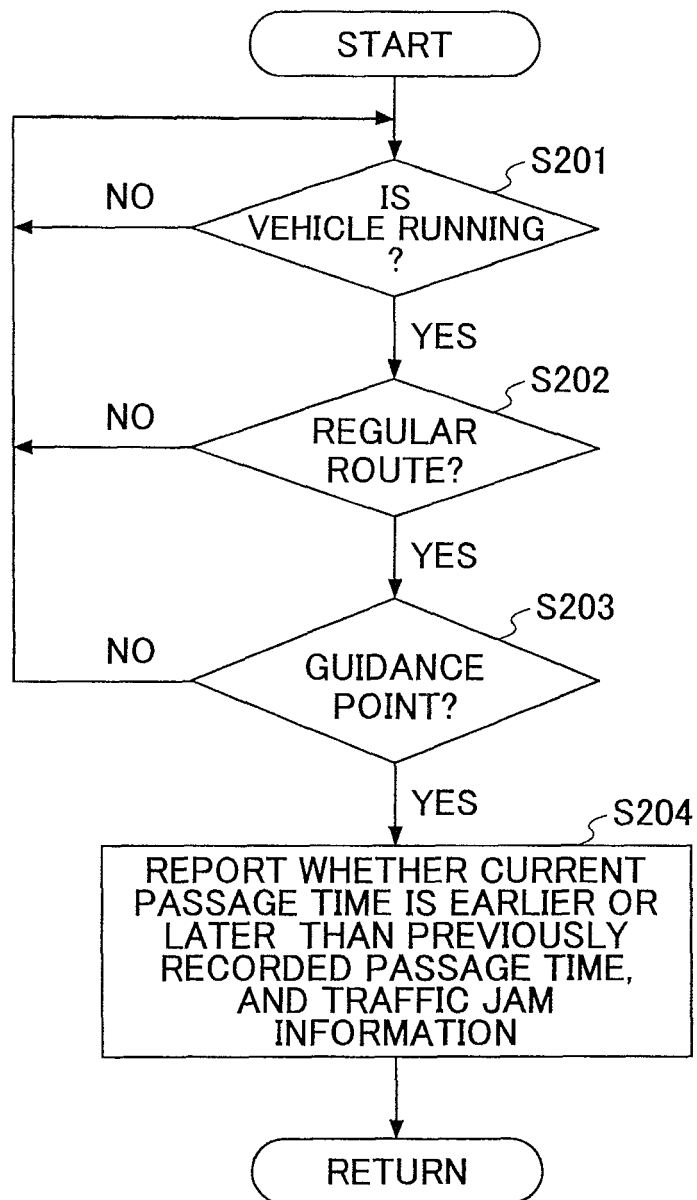 START
S201
NO
IS
VEHICLE RUNNING
?
YES
S202
NO
REGULAR
ROUTE?
YES
S203
NO
GUIDANCE
POINT?
YES
S204
REPORT WHETHER CURRENT
PASSAGE TIME IS EARLIER OR
LATER THAN PREVIOUSLY
RECORDED PASSAGE TIME,
AND TRAFFIC JAM
INFORMATION
RETURN